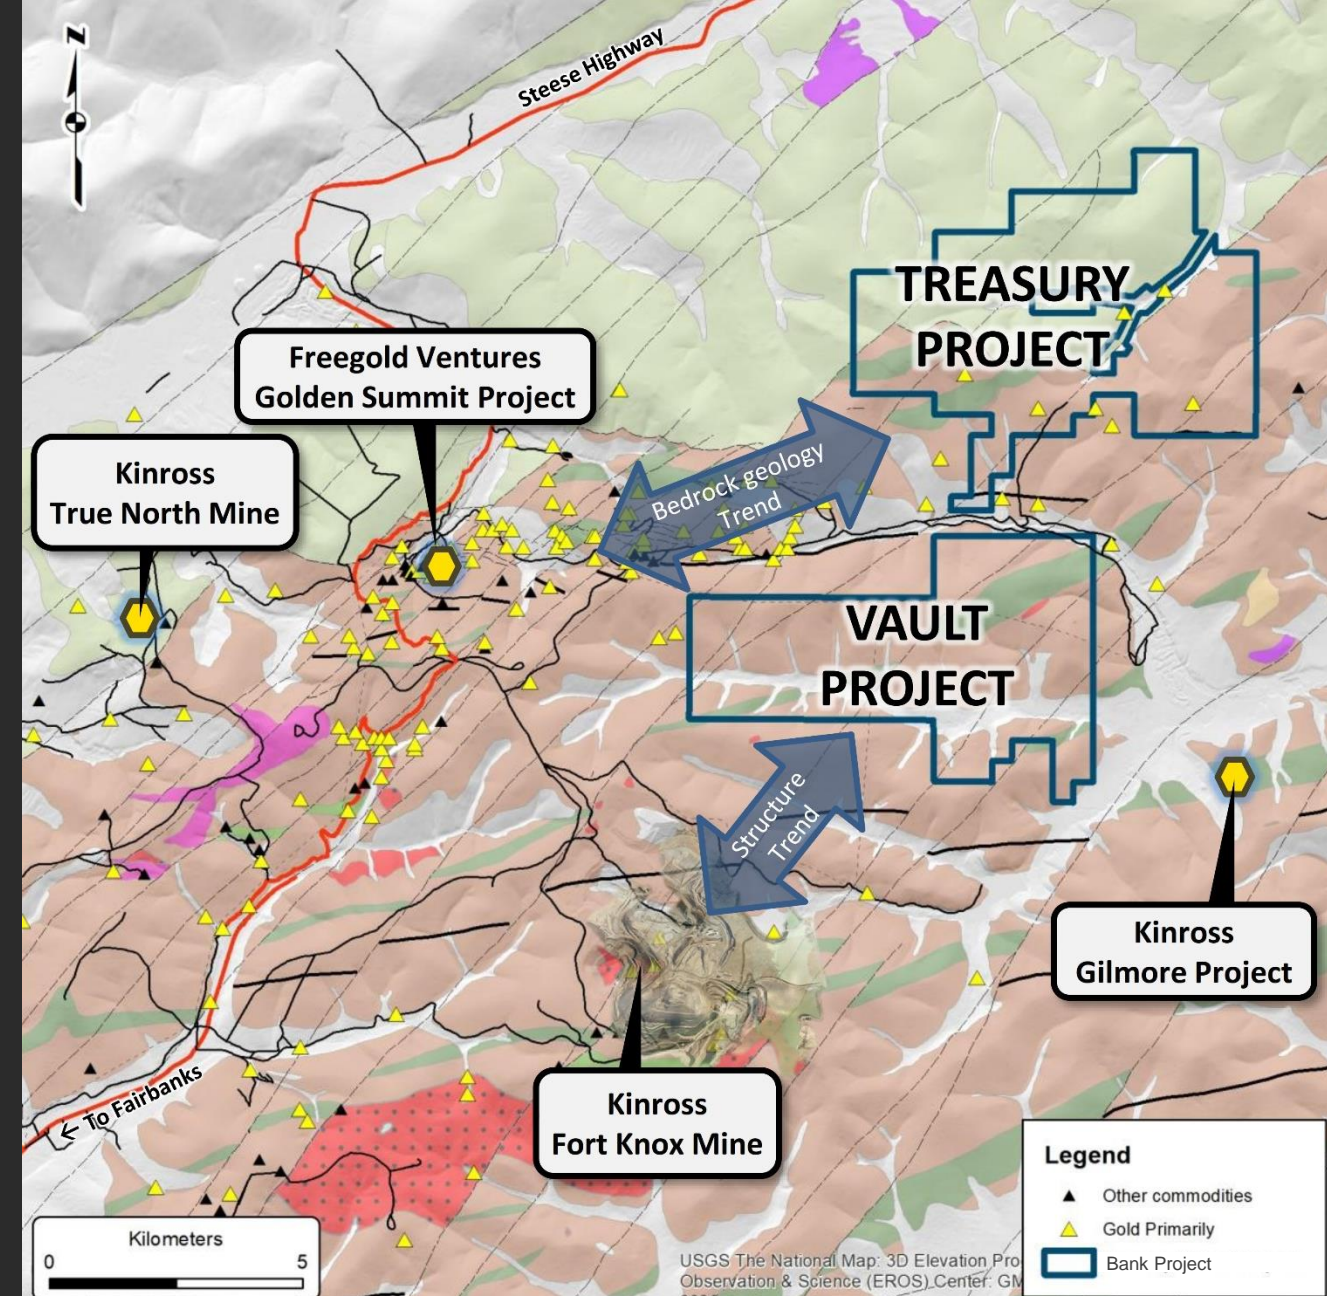 N
Steese Highway
TREASURY
PROJECT
Freegold Ventures
Golden Summit Project
Kinross
True North Mine
Bedrock geology
Trend
VAULT
PROJECT
Structure
Trend
Kinross
Gilmore Project
Kinross
Fort Knox Mine
← To Fairbanks
Legend
Other commodities
Gold Primarily
Bank Project
Kilometers
0 5
USGS The National Map: 3D Elevation Pro
Observation & Science (EROS) Center: GM